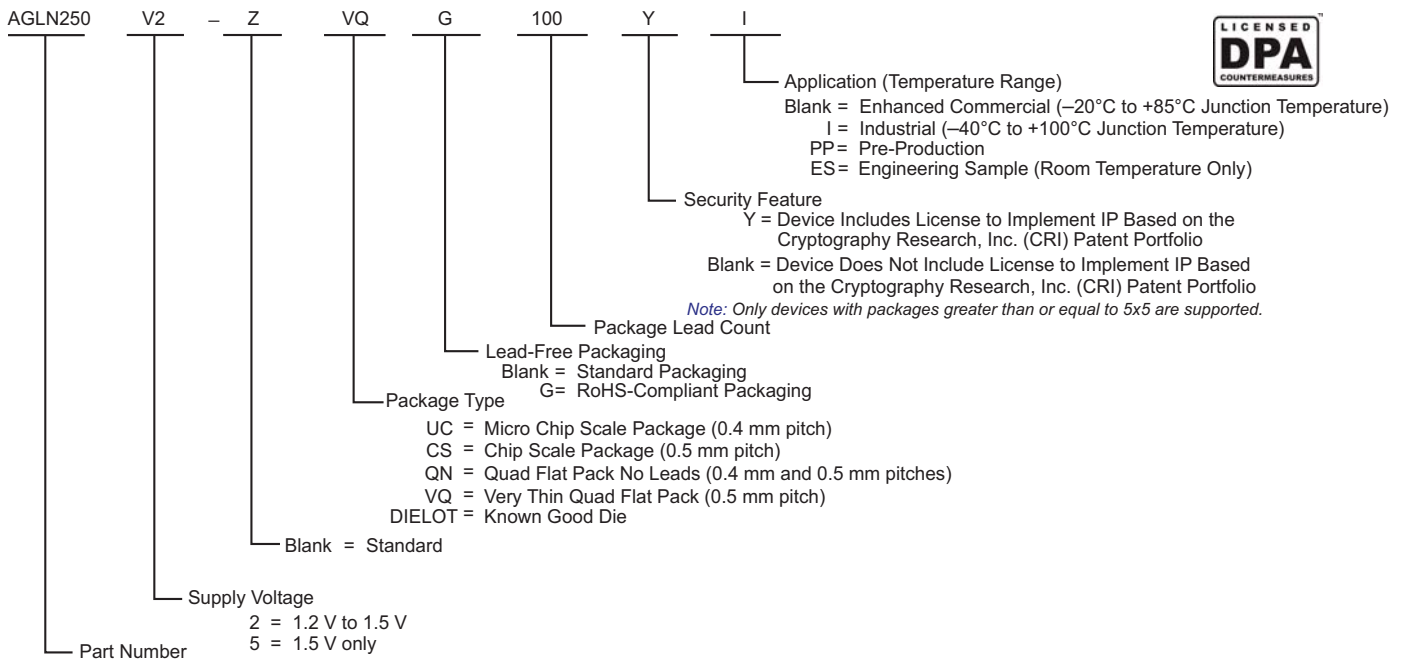 AGLN250 V2 – Z VQ G 100 Y I
LICENSED ™
DPA
COUNTERMEASURES
Application (Temperature Range)
Blank = Enhanced Commercial (–20°C to +85°C Junction Temperature)
I = Industrial (–40°C to +100°C Junction Temperature)
PP= Pre-Production
ES= Engineering Sample (Room Temperature Only)
Security Feature
Y = Device Includes License to Implement IP Based on the
Cryptography Research, Inc. (CRI) Patent Portfolio
Blank = Device Does Not Include License to Implement IP Based
on the Cryptography Research, Inc. (CRI) Patent Portfolio
Note: Only devices with packages greater than or equal to 5x5 are supported.
Package Lead Count
Lead-Free Packaging
Blank = Standard Packaging
G= RoHS-Compliant Packaging
Package Type
UC = Micro Chip Scale Package (0.4 mm pitch)
CS = Chip Scale Package (0.5 mm pitch)
QN = Quad Flat Pack No Leads (0.4 mm and 0.5 mm pitches)
VQ = Very Thin Quad Flat Pack (0.5 mm pitch)
DIELOT = Known Good Die
Blank = Standard
Supply Voltage
2 = 1.2 V to 1.5 V
5 = 1.5 V only
Part Number